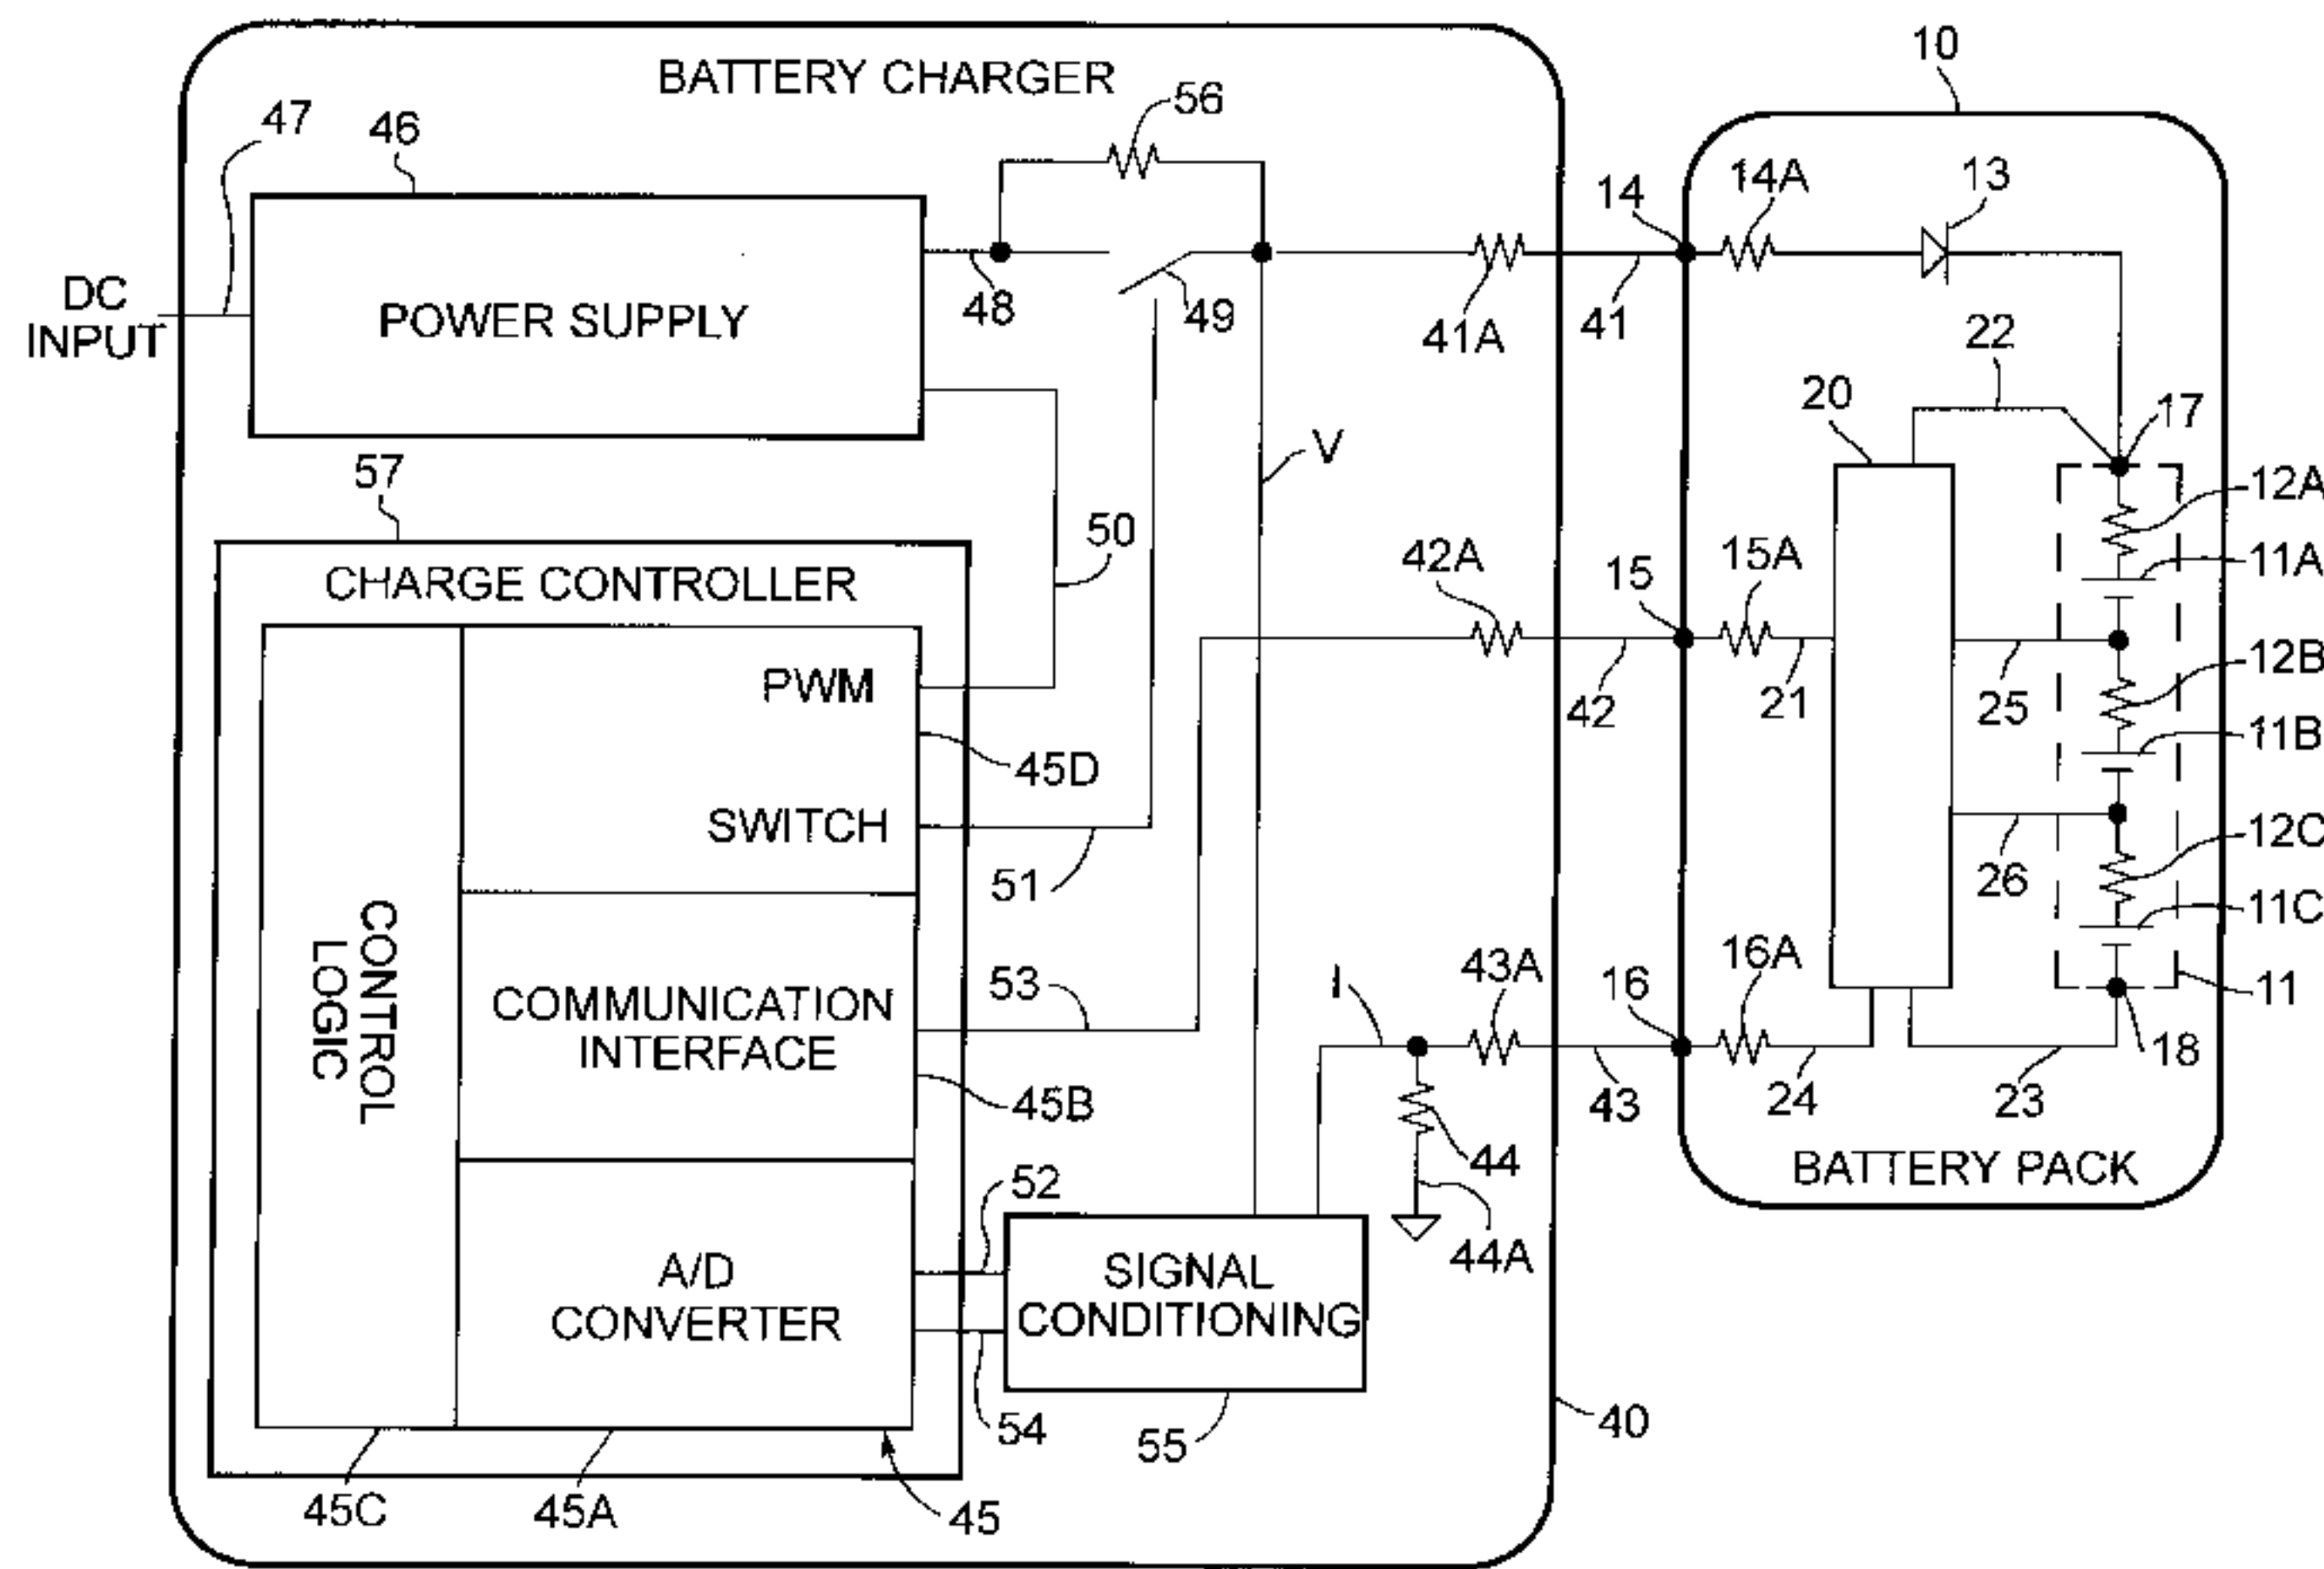 BATTERY CHARGER
10
56
47
46
14
14A
13
DC
INPUT
POWER SUPPLY
48
49
41A
41
22
20
17
V
57
12A
50
42A
15
15A
11A
CHARGE CONTROLLER
PWM
42
21
25
12B
11B
45D
SWITCH
51
26
12C
11C
CONTROL
LOGIC
COMMUNICATION
INTERFACE
53
I
43A
16
16A
11
18
45B
43
24
23
44
BATTERY PACK
52
44A
A/D
CONVERTER
SIGNAL
CONDITIONING
54
55
40
45C
45A
45